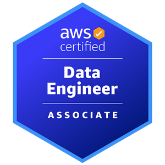 aws
certified
Data
Engineer
ASSOCIATE